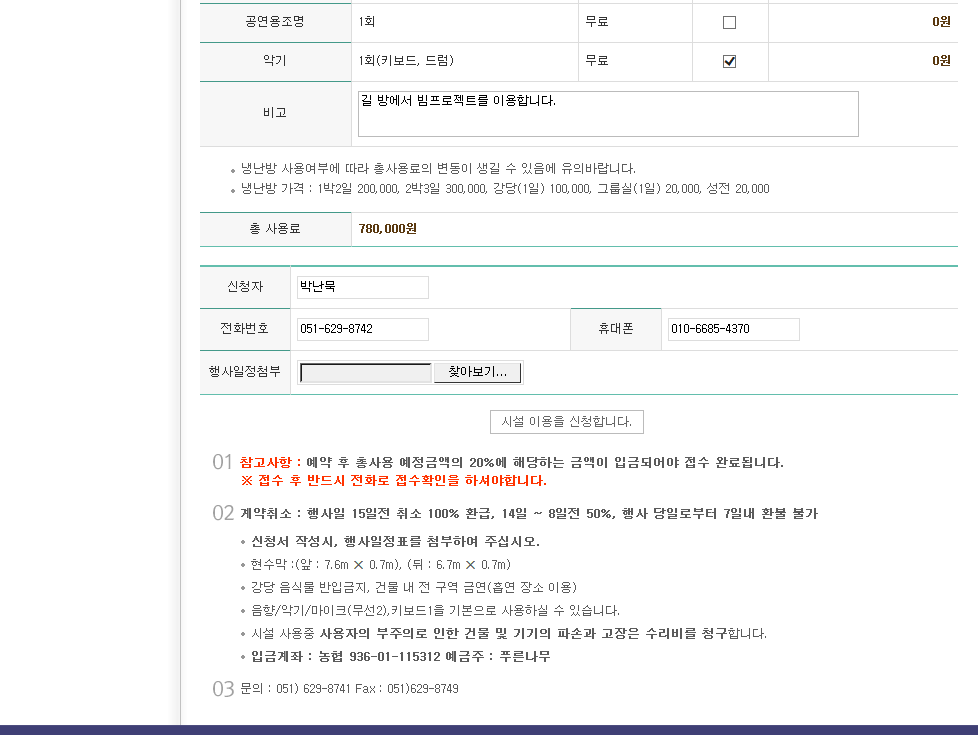 공연용조명 1회 무료 0원
악기 1회(키보드, 드럼) 무료 0원
비고 길 방에서 빔프로젝트를 이용합니다.
냉난방 사용여부에 따라 총사용료의 변동이 생길 수 있음에 유의바랍니다.
냉난방 가격 : 1박2일 200,000, 2박3일 300,000, 강당(1일) 100,000, 그룹실(1일) 20,000, 성전 20,000
총 사용료 780,000원
신청자 박난묵
전화번호 051-629-8742 휴대폰 010-6685-4370
행사일정첨부 찾아보기...
시설 이용을 신청합니다.
01 참고사항 : 예약 후 총사용 예정금액의 20%에 해당하는 금액이 입금되어야 접수 완료됩니다.
※ 접수 후 반드시 전화로 접수확인을 하셔야합니다.
02 계약취소 : 행사일 15일전 취소 100% 환급, 14일 ~ 8일전 50%, 행사 당일로부터 7일내 환불 불가
• 신청서 작성시, 행사일정표를 첨부하여 주십시오.
• 현수막 :(앞 : 7.6m × 0.7m), (뒤 : 6.7m × 0.7m)
• 강당 음식물 반입금지, 건물 내 전 구역 금연(흡연 장소 이용)
• 음향/악기/마이크(무선2),키보드1을 기본으로 사용하실 수 있습니다.
• 시설 사용중 사용자의 부주의로 인한 건물 및 기기의 파손과 고장은 수리비를 청구합니다.
• 입금계좌 : 농협 936-01-115312 예금주 : 푸른나무
03 문의 : 051) 629-8741 Fax : 051)629-8749